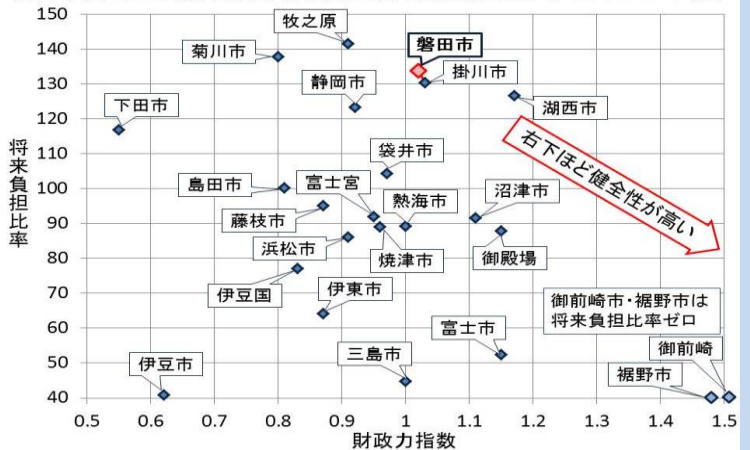 150
140
130
120
110
100
90
80
70
60
50
40
将来負担比率
牧之原
菊川市
磐田市
静岡市
掛川市
下田市
湖西市
袋井市
右下ほど健全性が高い
島田市
富士宮
熱海市
沼津市
藤枝市
浜松市
焼津市
御殿場
伊豆国
伊東市
御前崎市・裾野市は
将来負担比率ゼロ
富士市
三島市
御前崎
伊豆市
裾野市
0.5 0.6 0.7 0.8 0.9 1 1.1 1.2 1.3 1.4 1.5
財政力指数